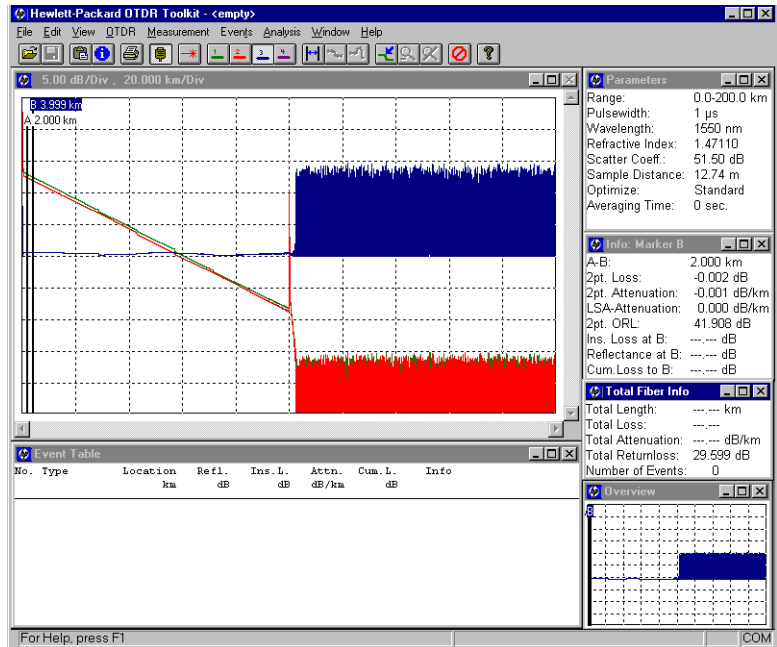 Hewlett-Packard OTDR Toolkit - <empty>
File Edit View OTDR Measurement Events Analysis Window Help
1 2 3 4
5.00 dB/Div , 20.000 km/Div
B 3.999 km
A 2.000 km
Parameters
Range: 0.0-200.0 km
Pulsewidth: 1 µs
Wavelength: 1550 nm
Refractive Index: 1.47110
Scatter Coeff.: 51.50 dB
Sample Distance: 12.74 m
Optimize: Standard
Averaging Time: 0 sec.
Info: Marker B
A-B: 2.000 km
2pt. Loss: -0.002 dB
2pt. Attenuation: -0.001 dB/km
LSA-Attenuation: 0.000 dB/km
2pt. ORL: 41.908 dB
Ins. Loss at B: ---.--- dB
Reflectance at B: ---.--- dB
Cum.Loss to B: ---.--- dB
Total Fiber Info
Total Length: ---.--- km
Total Loss: ---.---
Total Attenuation: ---.--- dB/km
Total Returnloss: 29.599 dB
Number of Events: 0
Event Table
No. Type Location Refl. Ins.L. Attn. Cum.L. Info
km dB dB dB/km dB
Overview
B
For Help, press F1
COM